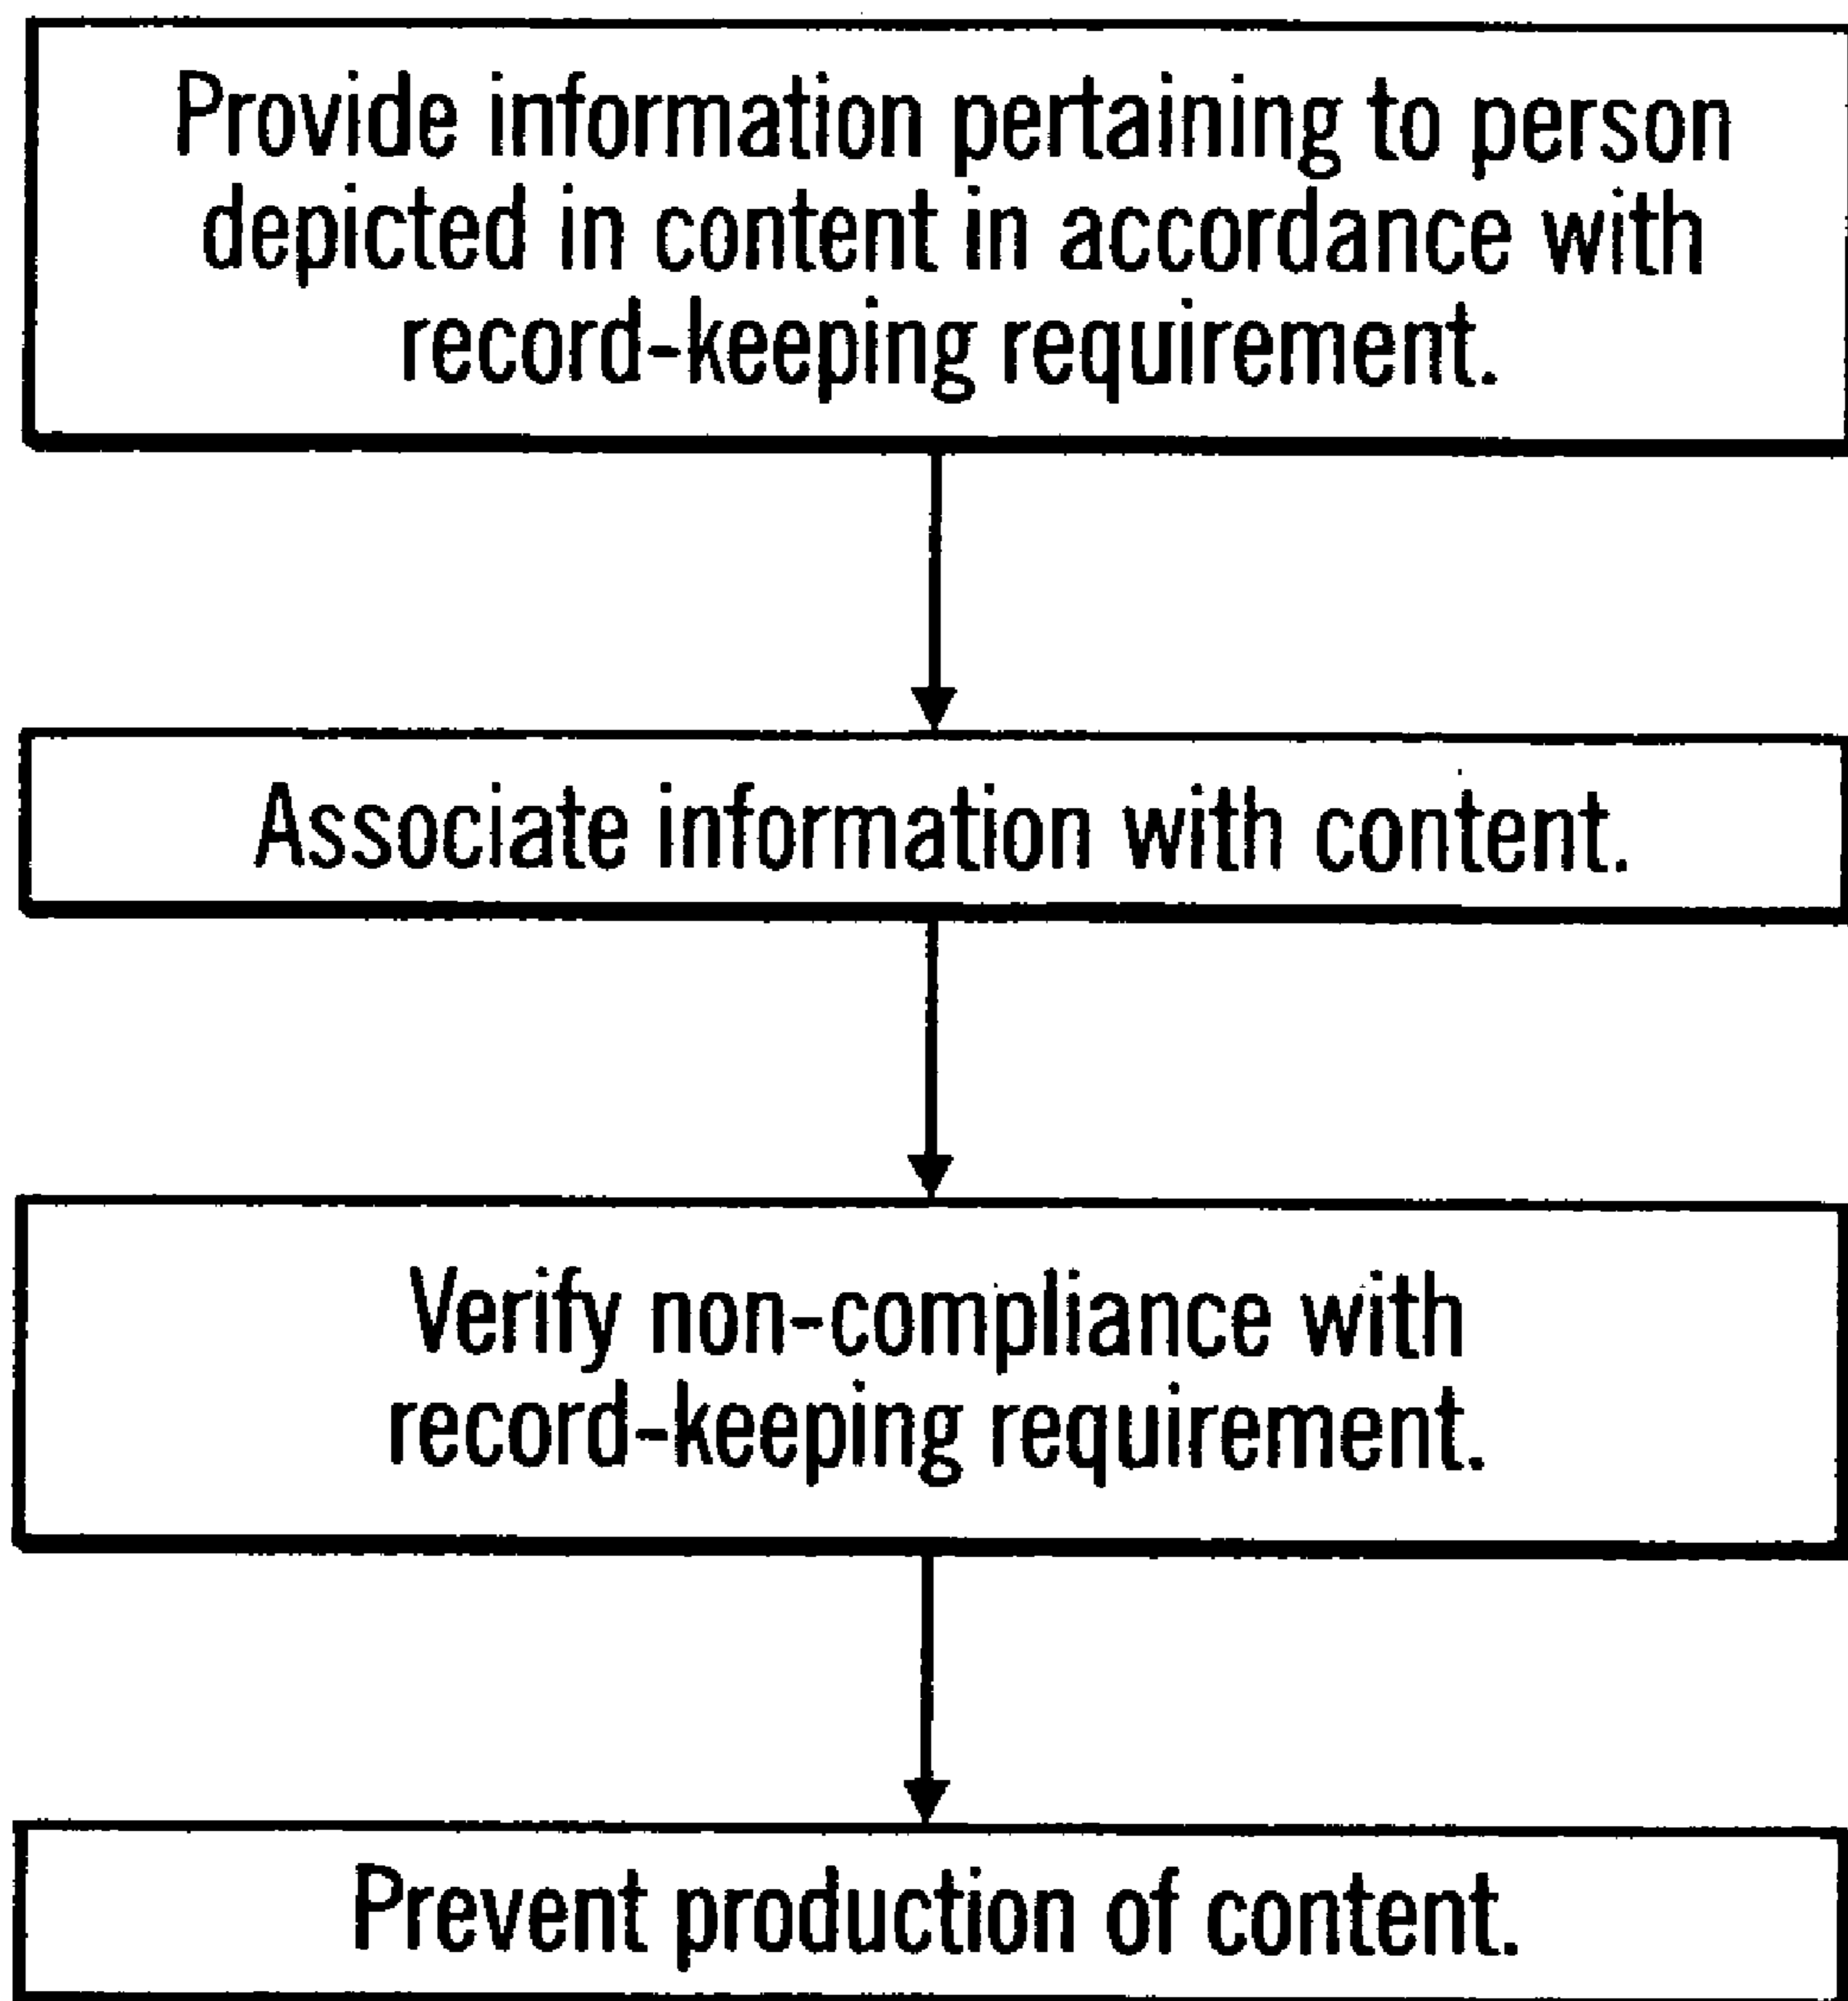 Provide information pertaining to person
depicted in content in accordance with
record-keeping requirement.
Associate information with content.
Verify non-compliance with
record-keeping requirement.
Prevent production of content.